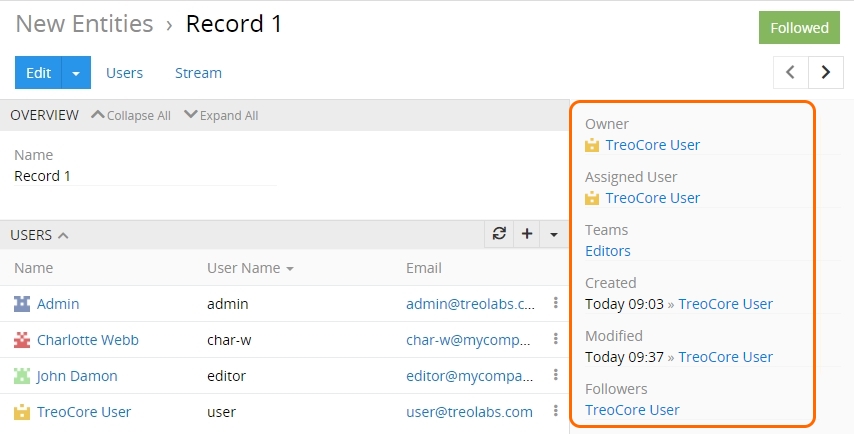 New Entities › Record 1
Followed
Edit Users Stream
OVERVIEW Collapse All Expand All
Name
Record 1
USERS
Name User Name Email
Admin admin admin@treolabs.c...
Charlotte Webb char-w char-w@mycomp...
John Damon editor editor@mycompa...
TreoCore User user user@treolabs.com
Owner
TreoCore User
Assigned User
TreoCore User
Teams
Editors
Created
Today 09:03 » TreoCore User
Modified
Today 09:37 » TreoCore User
Followers
TreoCore User